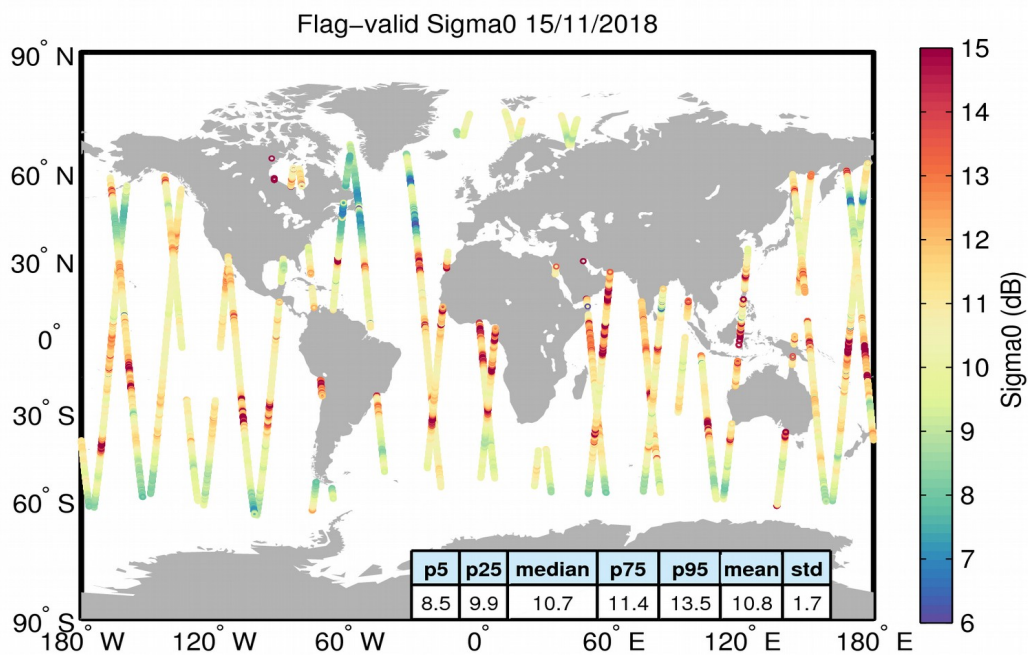 Flag-valid Sigma0 15/11/2018
90° N
60° N
30° N
0°
30° S
60° S
90° S
180° W
120° W
60° W
0°
60° E
120° E
180° E
p5 p25 median p75 p95 mean std
8.5 9.9 10.7 11.4 13.5 10.8 1.7
15
14
13
12
11
10
9
8
7
6
Sigma0 (dB)